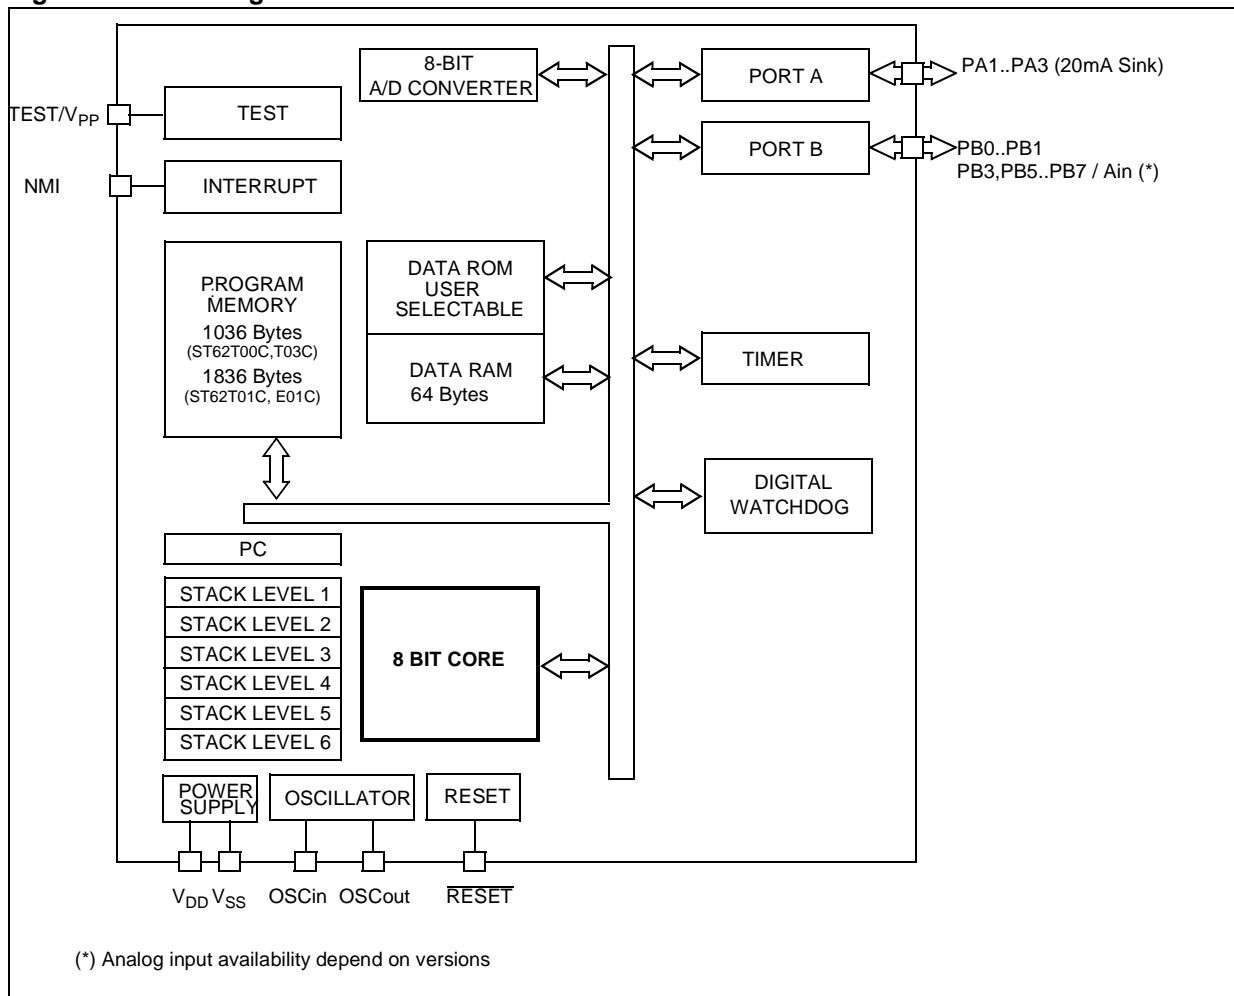 8-BIT
A/D CONVERTER
PORT A
PA1..PA3 (20mA Sink)
TEST/VPP
TEST
PORT B
PB0..PB1
PB3,PB5..PB7 / Ain (*)
NMI
INTERRUPT
PROGRAM
MEMORY
1036 Bytes
(ST62T00C,T03C)
1836 Bytes
(ST62T01C, E01C)
DATA ROM
USER
SELECTABLE
DATA RAM
64 Bytes
TIMER
DIGITAL
WATCHDOG
PC
STACK LEVEL 1
STACK LEVEL 2
STACK LEVEL 3
STACK LEVEL 4
STACK LEVEL 5
STACK LEVEL 6
8 BIT CORE
POWER
SUPPLY
OSCILLATOR
RESET
VDD VSS OSCin OSCout RESET
(*) Analog input availability depend on versions